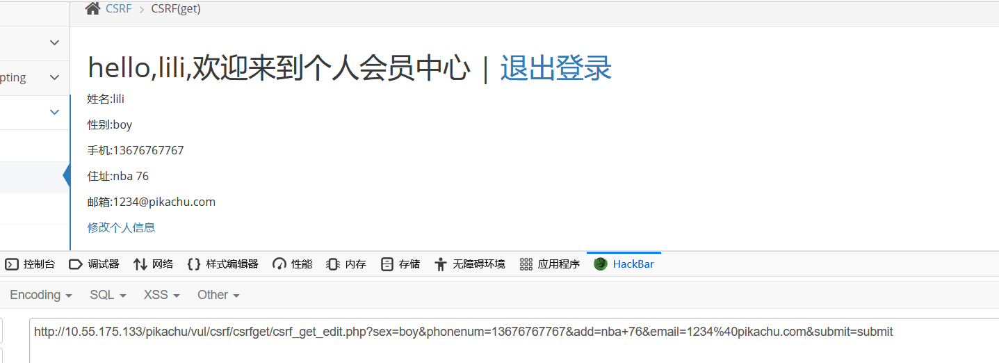 CSRF > CSRF(get)
hello,lili,欢迎来到个人会员中心 | 退出登录
姓名:lili
pting
性别:boy
手机:13676767767
住址:nba 76
邮箱:1234@pikachu.com
修改个人信息
控制台 调试器 网络 样式编辑器 性能 内存 存储 无障碍环境 应用程序 HackBar
Encoding SQL XSS Other
http://10.55.175.133/pikachu/vul/csrf/csrfget/csrf_get_edit.php?sex=boy&phonenum=13676767767&add=nba+76&email=1234%40pikachu.com&submit=submit